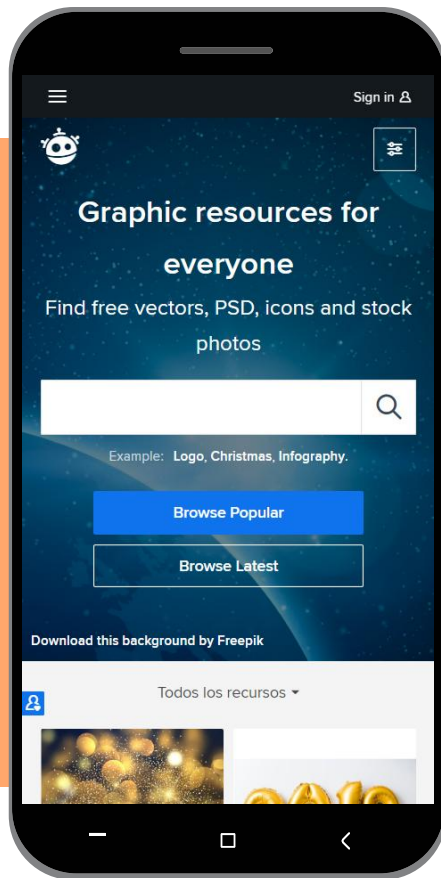 Sign in
Graphic resources for
everyone
Find free vectors, PSD, icons and stock
photos
Example: Logo, Christmas, Infography.
Browse Popular
Browse Latest
Download this background by Freepik
Todos los recursos